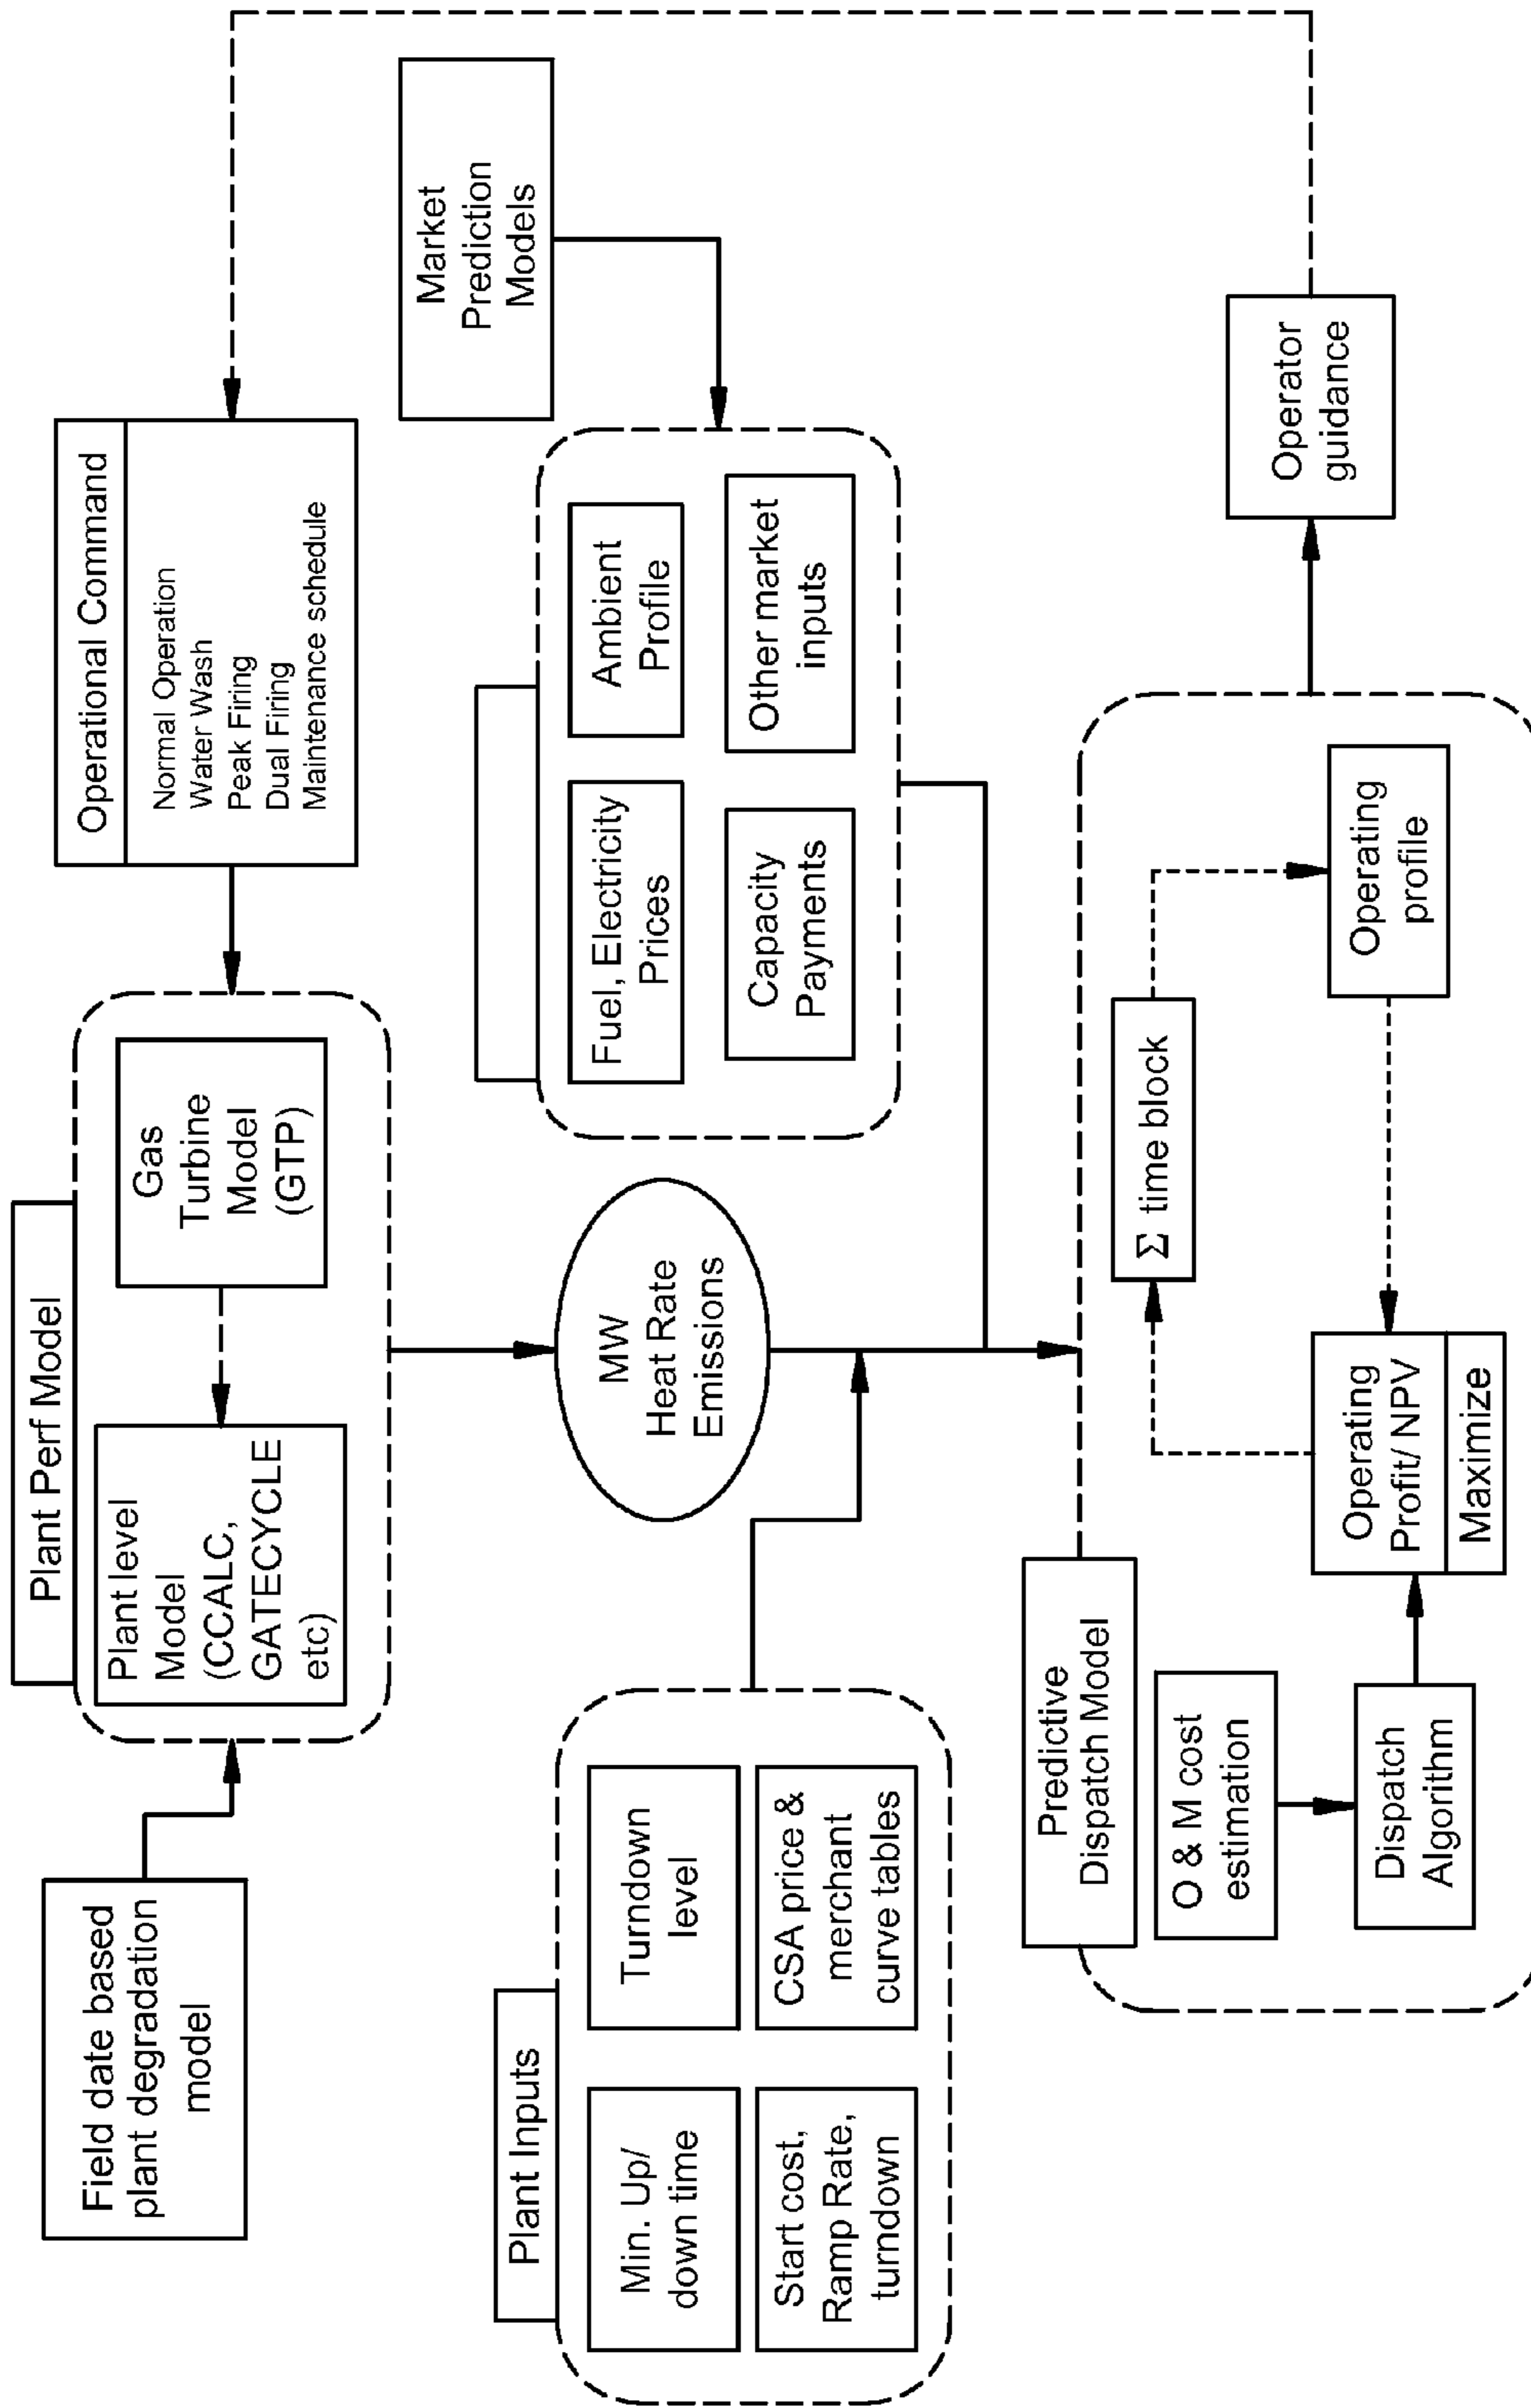 Field date based
plant degradation
model
Plant Perf Model
Plant level
Model
(CCALC,
GATECYCLE
etc)
Gas
Turbine
Model
(GTP)
Operational Command
Normal Operation
Water Wash
Peak Firing
Dual Firing
Maintenance schedule
Plant Inputs
Min. Up/
down time
Turndown
level
Start cost,
Ramp Rate,
turndown
CSA price &
merchant
curve tables
MW
Heat Rate
Emissions
Fuel, Electricity
Prices
Ambient
Profile
Capacity
Payments
Other market
inputs
Market
Prediction
Models
Predictive
Dispatch Model
O & M cost
estimation
Dispatch
Algorithm
Operating
Profit/ NPV
Maximize
Σ time block
Operating
profile
Operator
guidance